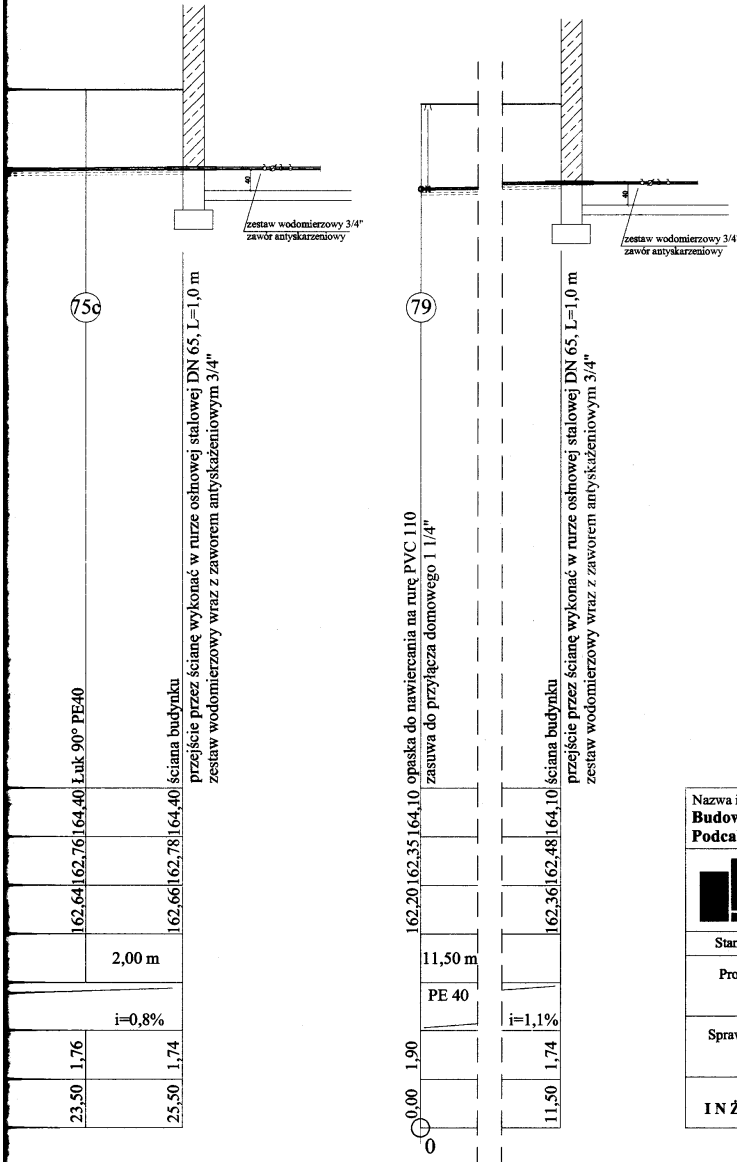 40
zestaw wodomierzowy 3/4"
zawór antyskarzeniowy
40
zestaw wodomierzowy 3/4"
zawór antyskarzeniowy
75c
79
przejście przez ścianę wykonać w rurze osłnowej stalowej DN 65, L=1,0 m
zestaw wodomierzowy wraz z zaworem antyskażeniowym 3/4"
opaska do nawiercania na rurę PVC 110
zasuwa do przyłącza domowego 1 1/4"
przejście przez ścianę wykonać w rurze osłnowej stalowej DN 65, L=1,0 m
zestaw wodomierzowy wraz z zaworem antyskażeniowym 3/4"
Łuk 90° PE40
ściana budynku
ściana budynku
164,40 164,40 164,10 164,10
162,76 162,78 162,35 162,48
162,64 162,66 162,20 162,36
2,00 m 11,50 m
PE 40
i=0,8% i=1,1%
1,76 1,74 1,90 1,74
23,50 25,50 0,00 11,50
0
Nazwa i
Budow
Podca
Stan
Pro
Spraw
INŻ